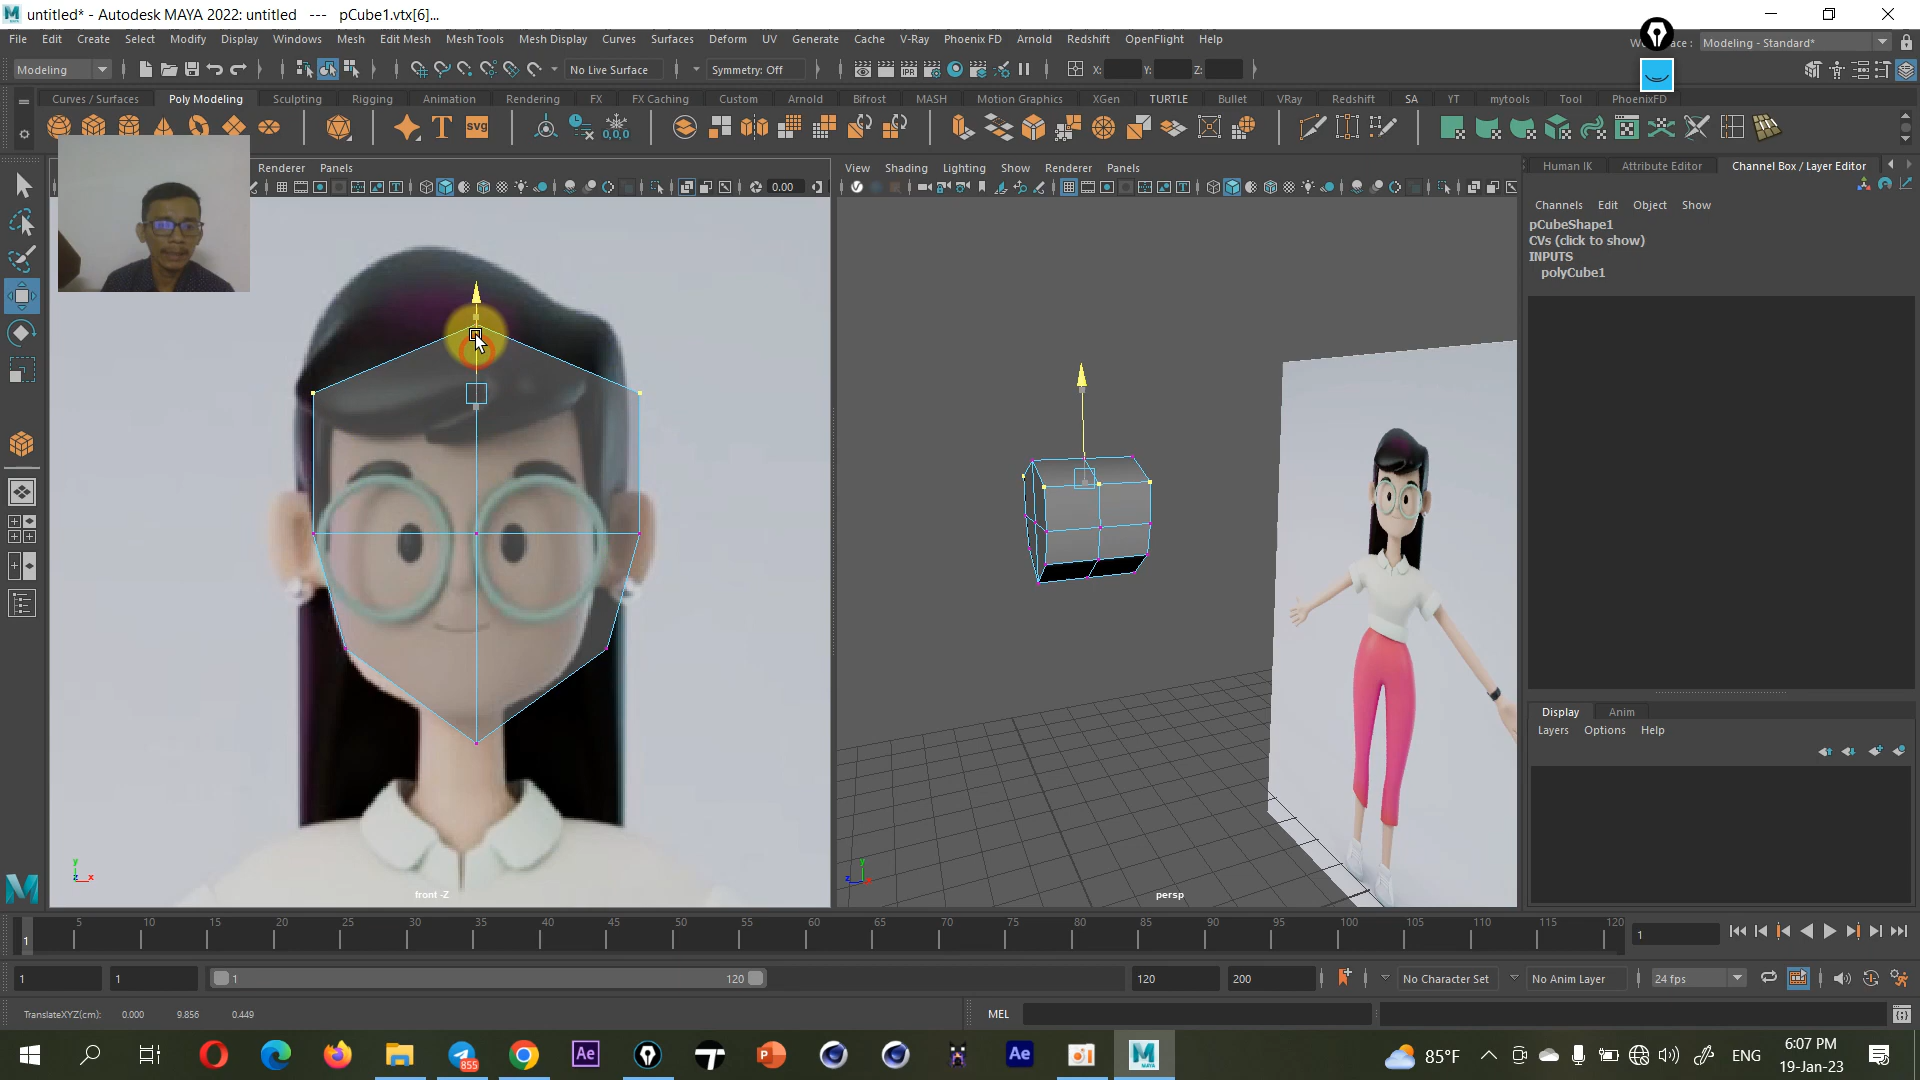 untitled* - Autodesk MAYA 2022: untitled --- pCube1.vtx[6]...
File Edit Create Select Modify Display Windows Mesh Edit Mesh Mesh Tools Mesh Display Curves Surfaces Deform UV Generate Cache V-Ray Phoenix FD Arnold Redshift OpenFlight Help
Modeling - Standard*
Modeling No Live Surface Symmetry: Off X: Y: Z:
Curves / Surfaces Poly Modeling Sculpting Rigging Animation Rendering FX FX Caching Custom Arnold Bifrost MASH Motion Graphics XGen TURTLE Bullet VRay Redshift SA YT mytools Tool PhoenixFD
T svg 0,0,0 IPR
Renderer Panels View Shading Lighting Show Renderer Panels Human IK Attribute Editor Channel Box / Layer Editor
0.00
Channels Edit Object Show
pCubeShape1
CVs (click to show)
INPUTS
polyCube1
Display Anim
Layers Options Help
y
z x
front -Z
y
z
persp
5 10 15 20 25 30 35 40 45 50 55 60 65 70 75 80 85 90 95 100 105 110 115 120
1 1
1 1 1 120 120 200 No Character Set No Anim Layer 24 fps
TranslateXYZ(cm): 0.000 9.856 0.449 MEL
855 Ae Ae M 85°F ENG
6:07 PM
19-Jan-23